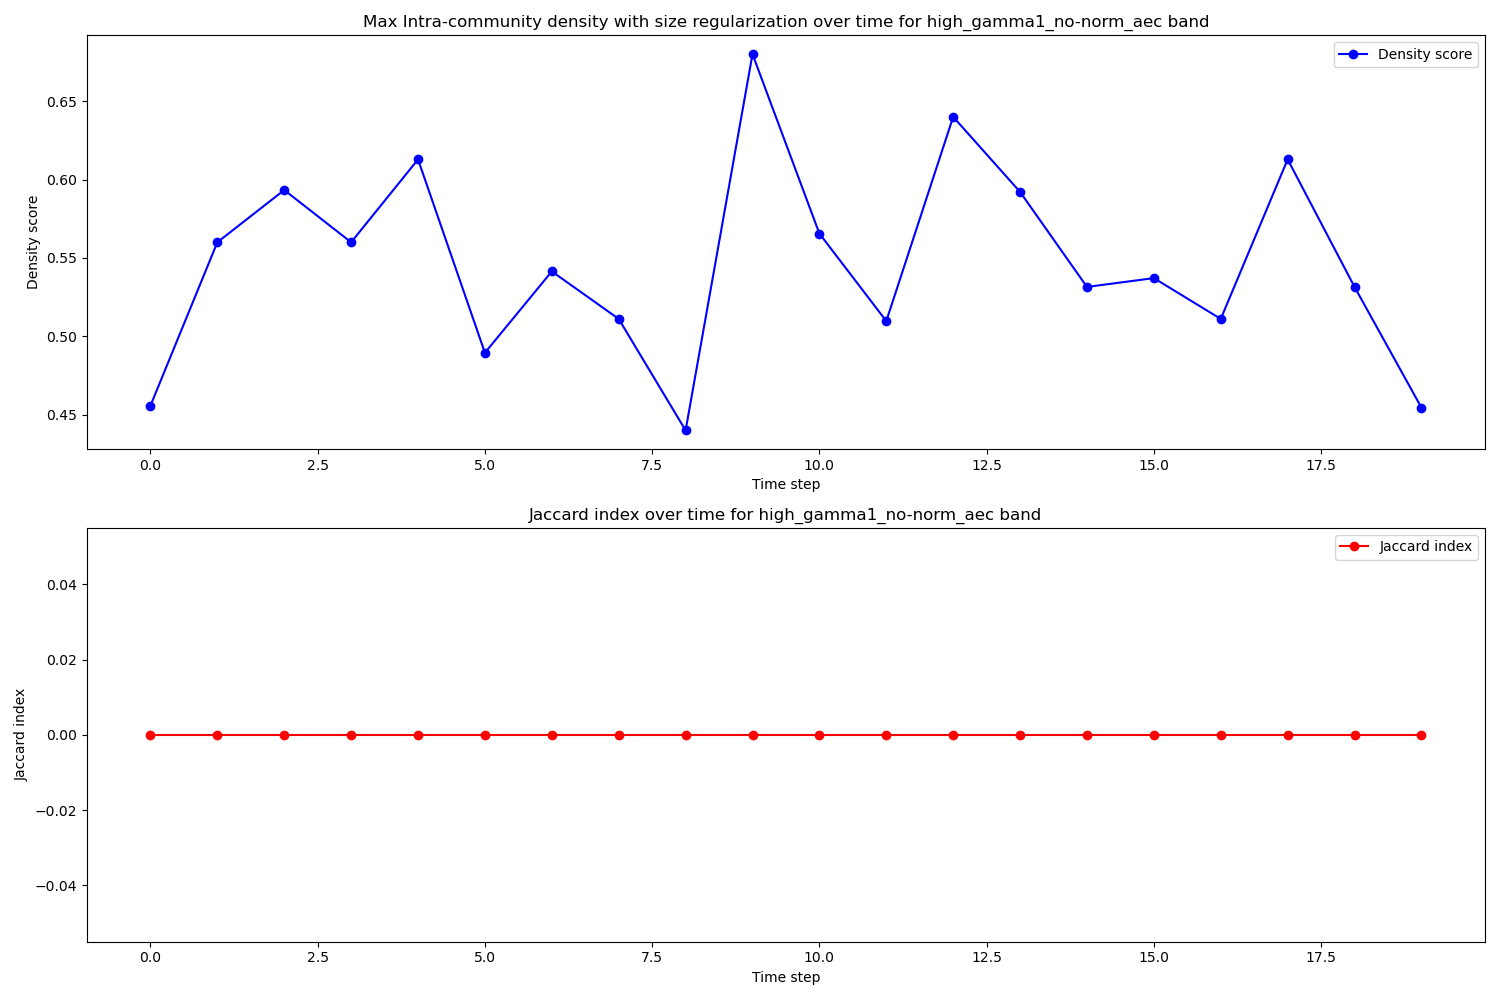 Max Intra-community density with size regularization over time for high_gamma1_no-norm_aec band
Density score
0.65
0.60
0.55
0.50
0.45
Density score
0.0 2.5 5.0 7.5 10.0 12.5 15.0 17.5
Time step
Jaccard index over time for high_gamma1_no-norm_aec band
Jaccard index
0.04
0.02
0.00
−0.02
−0.04
Jaccard index
0.0 2.5 5.0 7.5 10.0 12.5 15.0 17.5
Time step